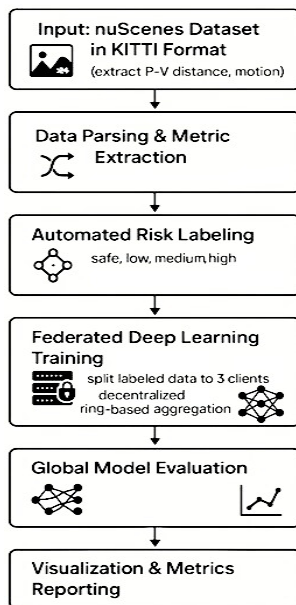 Input: nuScenes Dataset
in KITTI Format
(extract P-V distance, motion)
Data Parsing & Metric
Extraction
Automated Risk Labeling
safe, low, medium, high
Federated Deep Learning
Training
split labeled data to 3 clients
decentralized
ring-based aggregation
Global Model Evaluation
Visualization & Metrics
Reporting